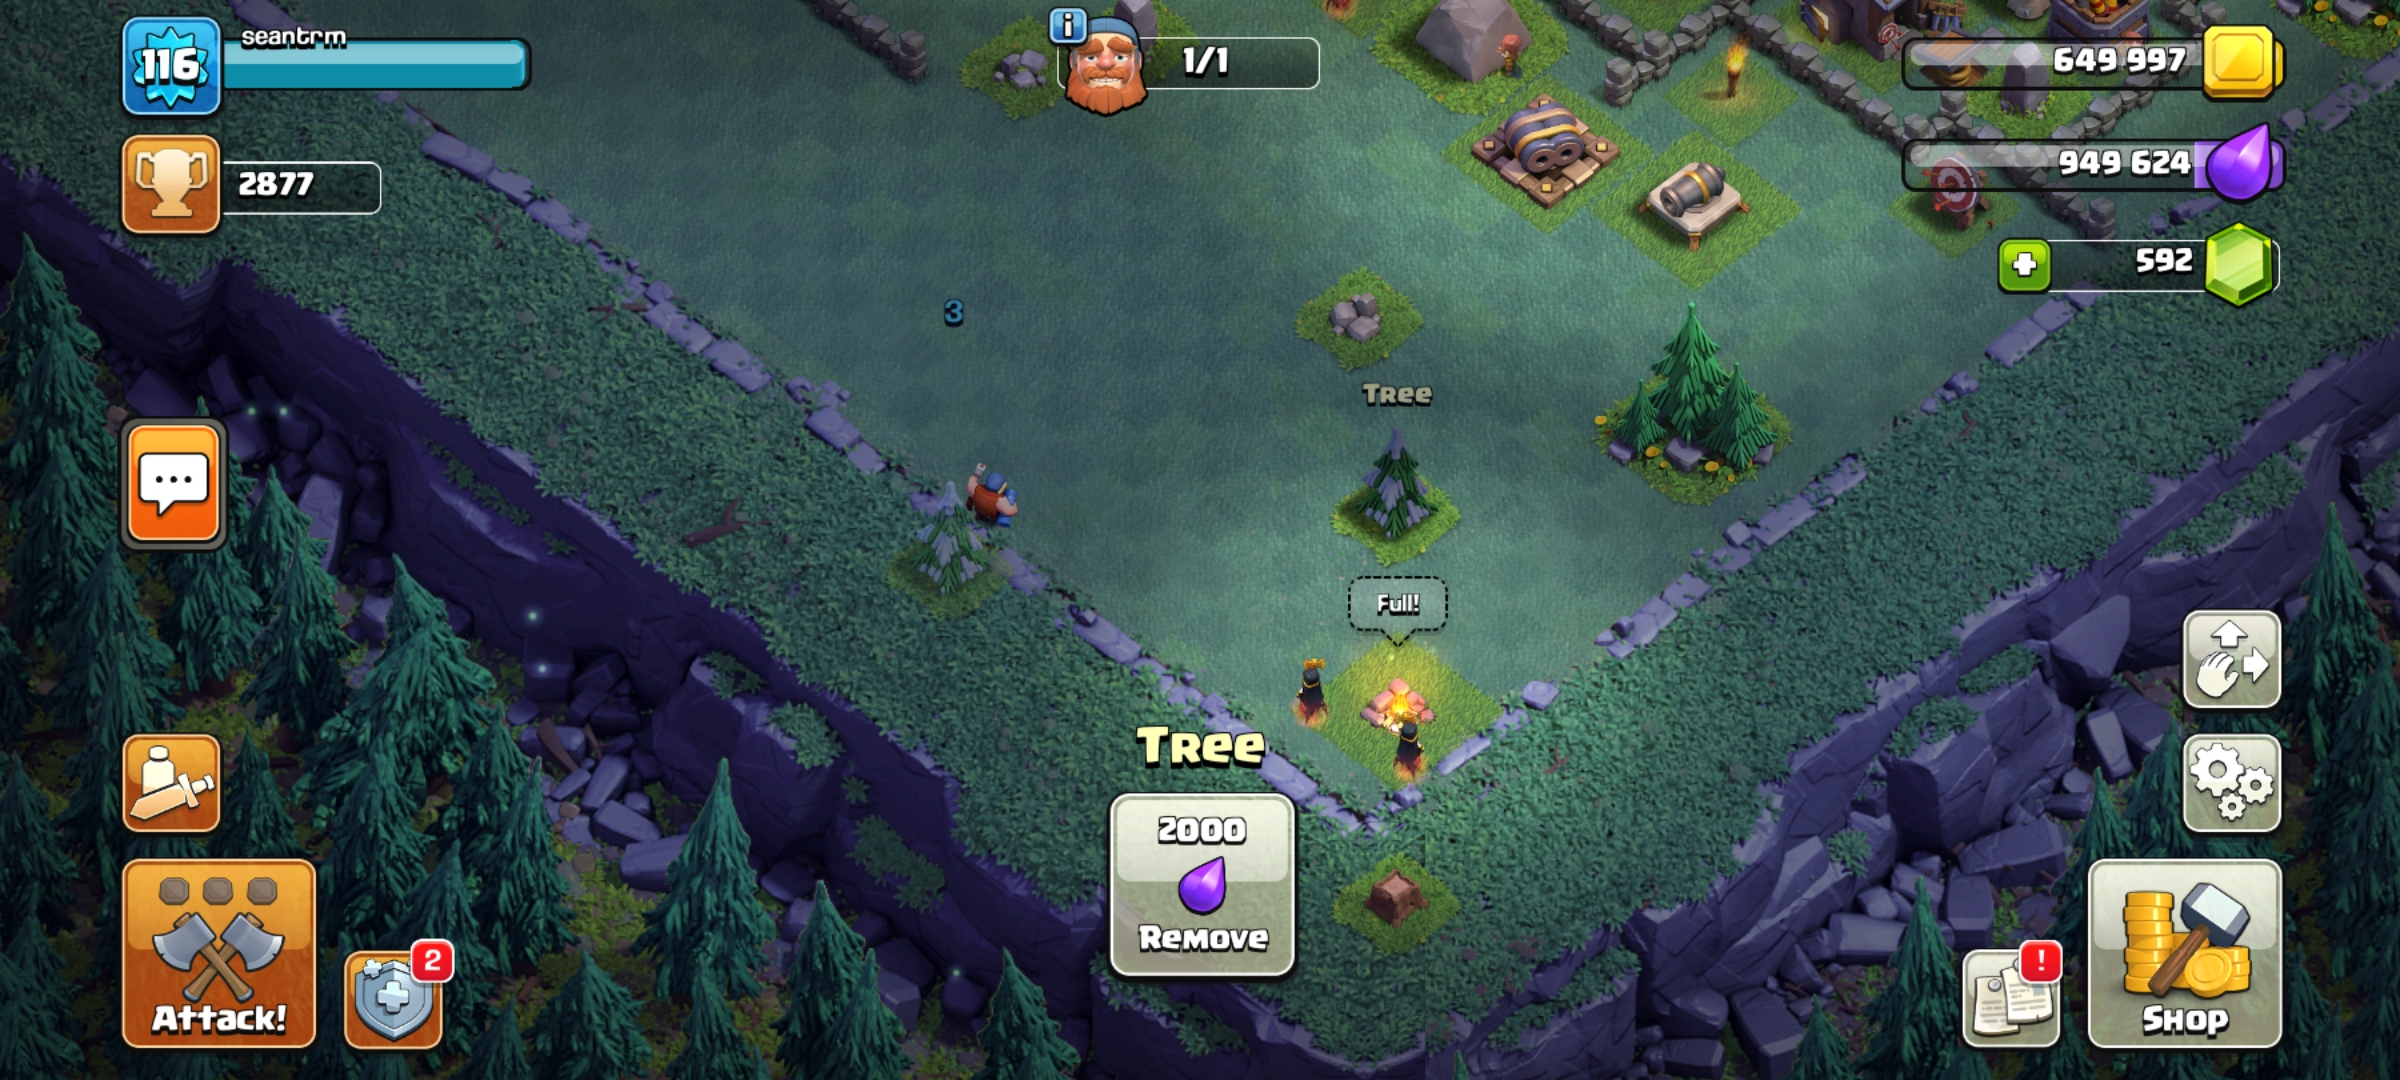 116
seantrm
1/1
649 997
2877
949 624
592
3
Tree
Full!
Tree
2000
Remove
2
Attack!
!
Shop